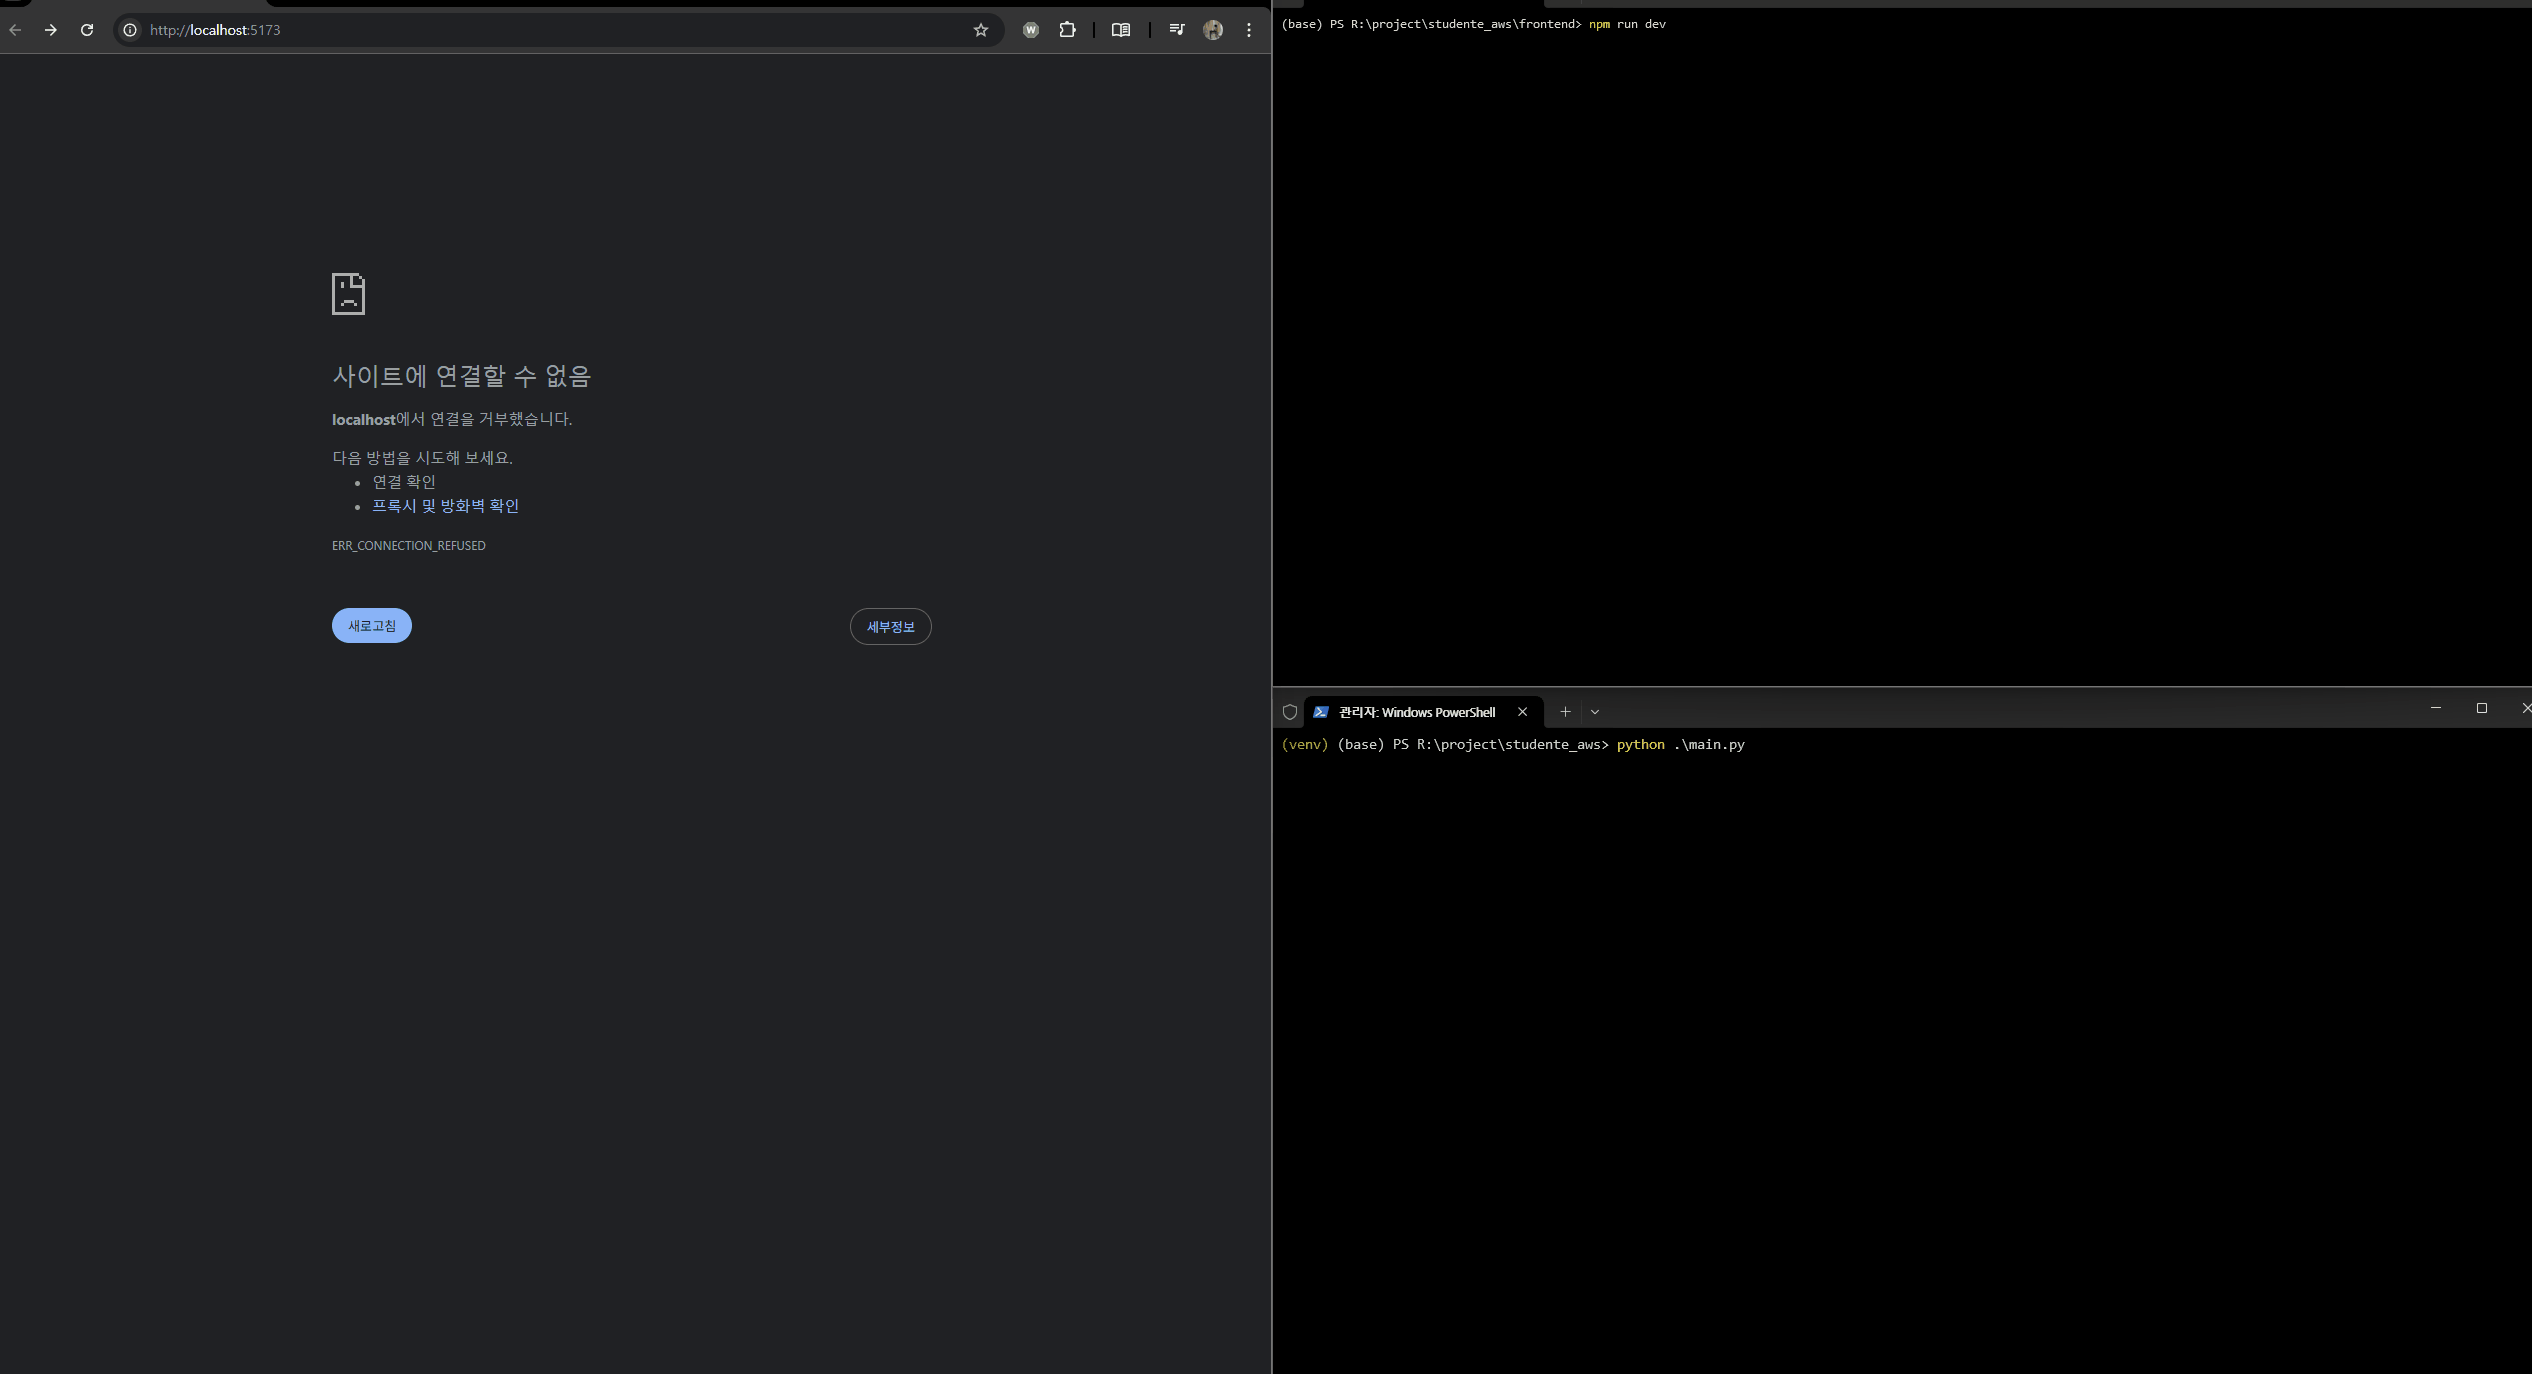 http://localhost:5173
W
사이트에 연결할 수 없음
localhost에서 연결을 거부했습니다.
다음 방법을 시도해 보세요.
연결 확인
프록시 및 방화벽 확인
ERR_CONNECTION_REFUSED
새로고침
세부정보
(base) PS R:\project\studente_aws\frontend> npm run dev
관리자: Windows PowerShell
(venv) (base) PS R:\project\studente_aws> python .\main.py